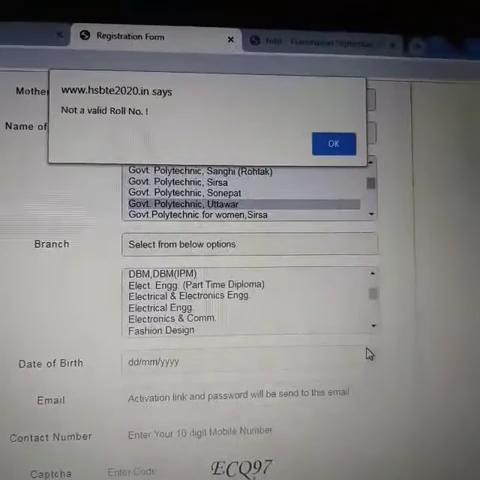 Registration Form
www.hsbte2020.in says
Not a valid Roll No. !
OK
Mothe
Name of
Govt. Polytechnic, Sanghi (Rohtak)
Govt. Polytechnic, Sirsa
Govt. Polytechnic, Sonepat
Govt. Polytechnic, Uttawar
Govt Polytechnic for women,Sirsa
Branch
Select from below options
DBM,DBM(IPM)
Elect. Engg. (Part Time Diploma)
Electrical & Electronics Engg.
Electrical Engg.
Electronics & Comm.
Fashion Design
Date of Birth
dd/mm/yyyy
Email
Activation link and password will be send to this email
Contact Number
Enter Your 10 digit Mobile Number
Captcha
Enter Code
ECQ97